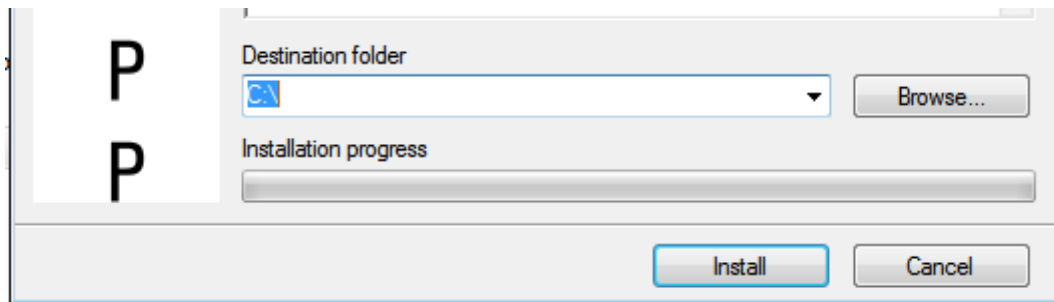 P
Destination folder
C:\
Browse...
P
Installation progress
Install
Cancel